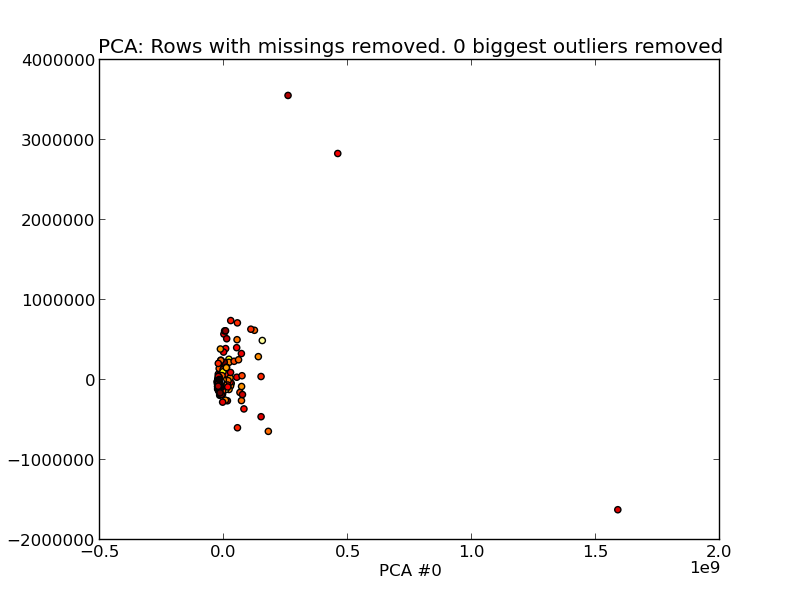 PCA: Rows with missings removed. 0 biggest outliers removed
4000000
3000000
2000000
1000000
0
−1000000
−2000000
−0.5 0.0 0.5 1.0 1.5 2.0
1e9
PCA #0